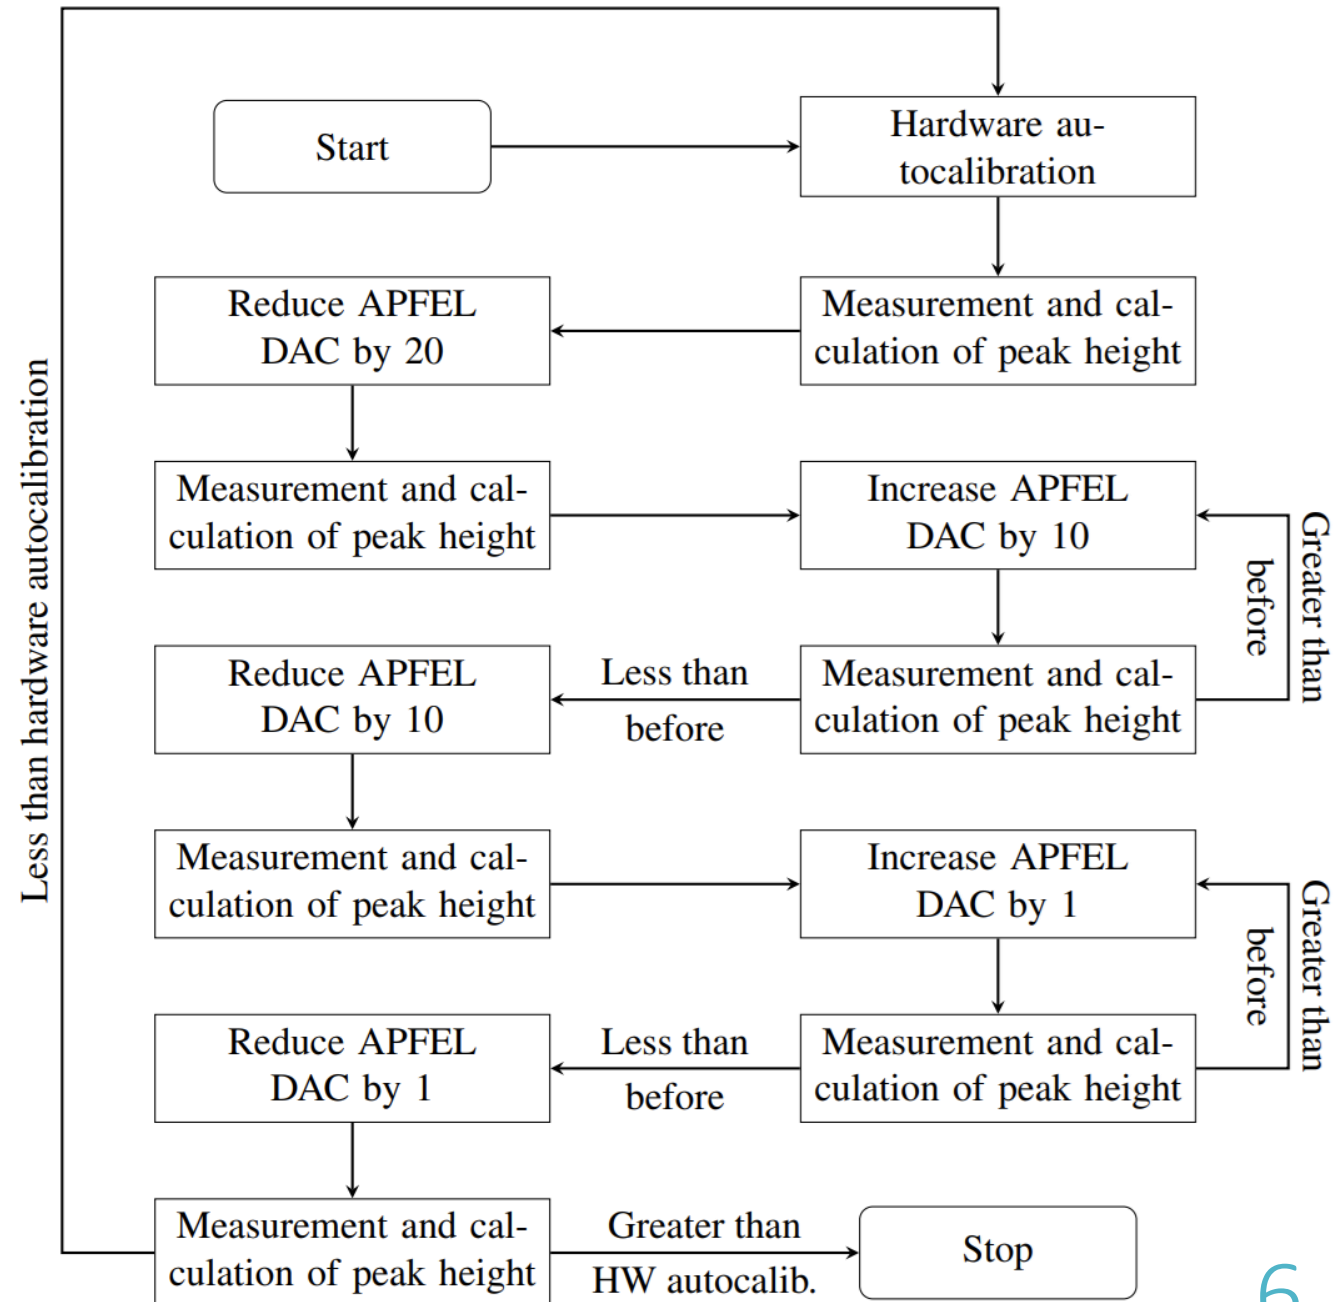 Start
Hardware au-
tocalibration
Reduce APFEL
DAC by 20
Measurement and cal-
culation of peak height
Less than hardware autocalibration
Measurement and cal-
culation of peak height
Increase APFEL
DAC by 10
Greater than
before
Reduce APFEL
DAC by 10
Less than
before
Measurement and cal-
culation of peak height
Measurement and cal-
culation of peak height
Increase APFEL
DAC by 1
Greater than
before
Reduce APFEL
DAC by 1
Less than
before
Measurement and cal-
culation of peak height
Measurement and cal-
culation of peak height
Greater than
HW autocalib.
Stop
6